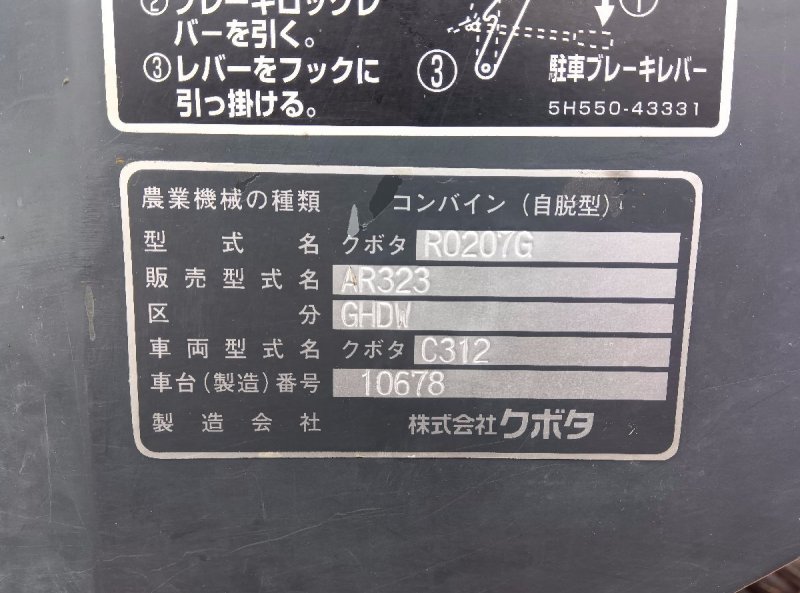 ② ブレーキロックレ
バーを引く。
③ レバーをフックに
引っ掛ける。
①
③
駐車ブレーキレバー
5H550-43331
農業機械の種類 コンバイン (自脱型)
型式名 クボタ RO207G
販売型式名 AR323
区分 GHDW
車両型式名 クボタ C312
車台(製造)番号 10678
製造会社 株式会社クボタ